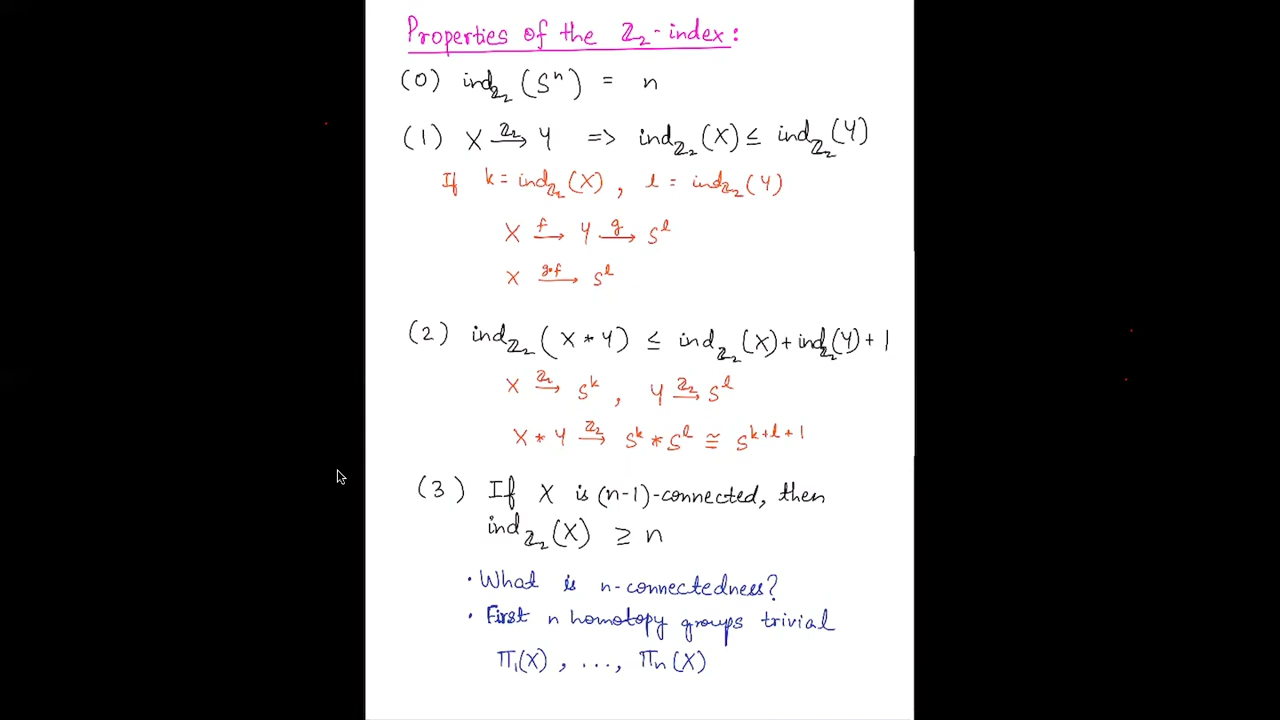 Properties of the ℤ₂-index:
(0) ind_ℤ₂(Sⁿ) = n
(1) X —ℤ₂→ Y => ind_ℤ₂(X) ≤ ind_ℤ₂(Y)
If k = ind_ℤ₂(X), l = ind_ℤ₂(Y)
X —f→ Y —g→ S^l
X —g∘f→ S^l
(2) ind_ℤ₂(X * Y) ≤ ind_ℤ₂(X) + ind_ℤ₂(Y) + 1
X —ℤ₂→ S^k, Y —ℤ₂→ S^l
X * Y —ℤ₂→ S^k * S^l ≅ S^{k+l+1}
(3) If X is (n-1)-connected, then
ind_ℤ₂(X) ≥ n
• What is n-connectedness?
• First n homotopy groups trivial
π₁(X), ..., πₙ(X)